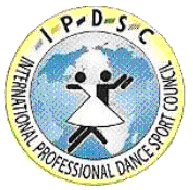 I-P-D-S-C
INTERNATIONAL PROFESSIONAL DANCE SPORT COUNCIL